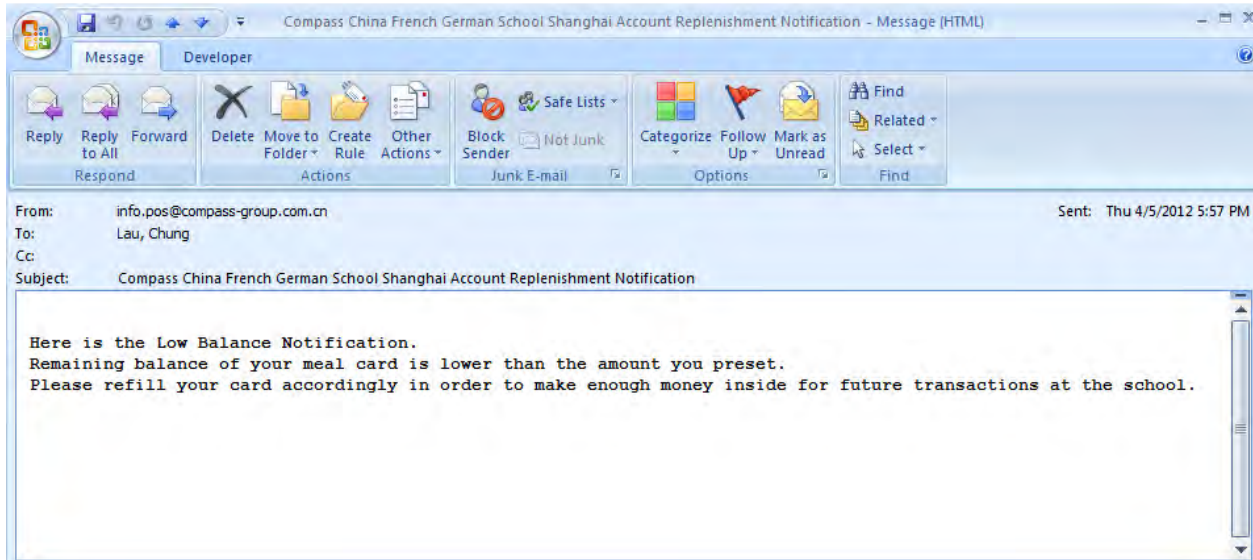 Compass China French German School Shanghai Account Replenishment Notification - Message (HTML)
Message Developer
Reply Reply to All Forward
Delete Move to Folder Create Rule Other Actions
Block Sender Safe Lists Not Junk
Categorize Follow Up Mark as Unread
Find Related Select
Respond Actions Junk E-mail Options Find
From: info.pos@compass-group.com.cn Sent: Thu 4/5/2012 5:57 PM
To: Lau, Chung
Cc:
Subject: Compass China French German School Shanghai Account Replenishment Notification
Here is the Low Balance Notification.
Remaining balance of your meal card is lower than the amount you preset.
Please refill your card accordingly in order to make enough money inside for future transactions at the school.